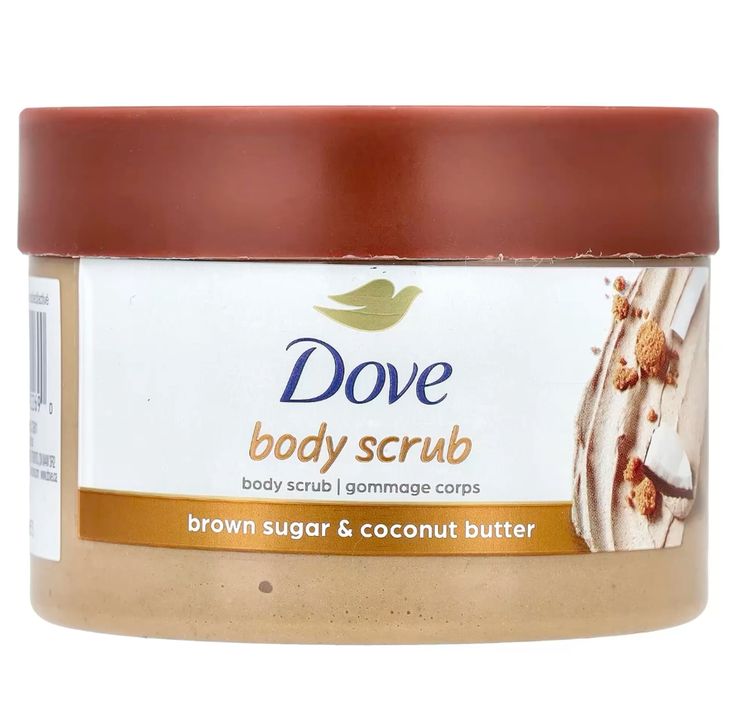 Dove
body scrub
body scrub | gommage corps
brown sugar & coconut butter